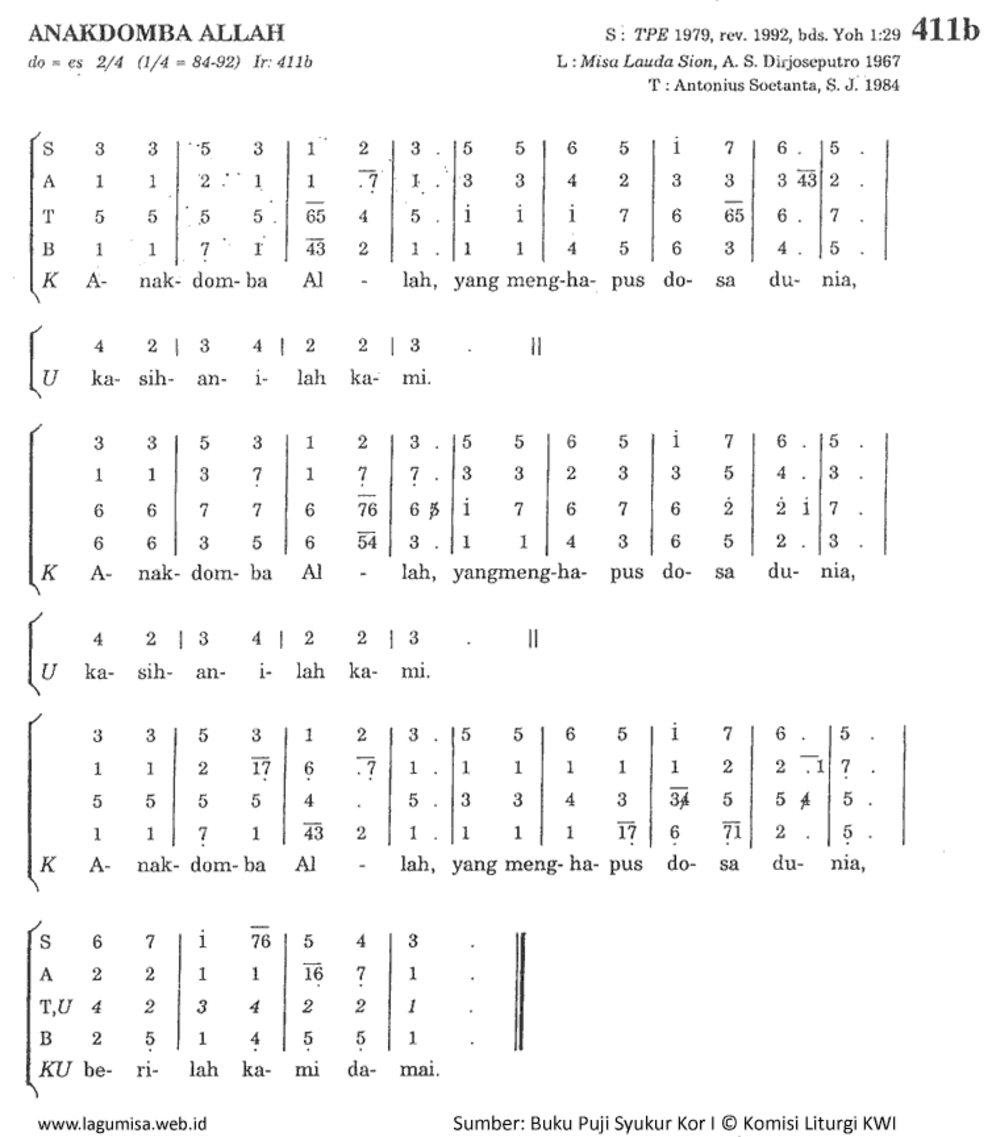 ANAKDOMBA ALLAH
S : TPE 1979, rev. 1992, bds. Yoh 1:29 411b
do = es 2/4 (1/4 = 84-92) Ir: 411b
L : Misa Lauda Sion, A. S. Dirjoseputro 1967
T : Antonius Soetanta, S. J. 1984
S 3 3 | 5 3 | 1 2 | 3 . | 5 5 | 6 5 | i̇ 7 | 6 . | 5 . |
A 1 1 | 2 . 1 | 1 .7̣ | 1 . | 3 3 | 4 2 | 3 3 | 3 43 | 2 . |
T 5 5 | 5 5 | 65 4 | 5 . | i̇ i̇ | i̇ 7 | 6 65 | 6 . | 7 . |
B 1 1 | 7̣ 1 | 43 2 | 1 . | 1 1 | 4 5 | 6 3 | 4 . | 5 . |
K A- nak- dom- ba Al - lah, yang meng-ha- pus do- sa du- nia,
4 2 | 3 4 | 2 2 | 3 . ||
U ka- sih- an- i- lah ka- mi.
3 3 | 5 3 | 1 2 | 3 . | 5 5 | 6 5 | i̇ 7 | 6 . | 5 . |
1 1 | 3 7̣ | 1 7̣ | 7̣ . | 3 3 | 2 3 | 3 5 | 4 . | 3 . |
6 6 | 7 7 | 6 76 | 6 5̸ | i̇ 7 | 6 7 | 6 2̇ | 2̇ i̇ | 7 . |
6 6 | 3 5 | 6 54 | 3 . | 1 1 | 4 3 | 6 5 | 2 . | 3 . |
K A- nak- dom- ba Al - lah, yangmeng-ha- pus do- sa du- nia,
4 2 | 3 4 | 2 2 | 3 . ||
U ka- sih- an- i- lah ka- mi.
3 3 | 5 3 | 1 2 | 3 . | 5 5 | 6 5 | i̇ 7 | 6 . | 5 . |
1 1 | 2 17̣ | 6̣ .7̣ | 1 . | 1 1 | 1 1 | 1 2 | 2 .1 | 7̣ . |
5 5 | 5 5 | 4 . | 5 . | 3 3 | 4 3 | 34̸ 5 | 5 4̸ | 5 . |
1 1 | 7̣ 1 | 43 2 | 1 . | 1 1 | 1 17̣ | 6̣ 7̣1 | 2 . | 5̣ . |
K A- nak- dom- ba Al - lah, yang meng- ha- pus do- sa du- nia,
S 6 7 | i̇ 76 | 5 4 | 3 . ||
A 2 2 | 1 1 | 16̣ 7̣ | 1 . ||
T,U 4 2 | 3 4 | 2 2 | 1 . ||
B 2 5̣ | 1 4̣ | 5̣ 5̣ | 1 . ||
KU be- ri- lah ka- mi da- mai.
www.lagumisa.web.id Sumber: Buku Puji Syukur Kor I © Komisi Liturgi KWI